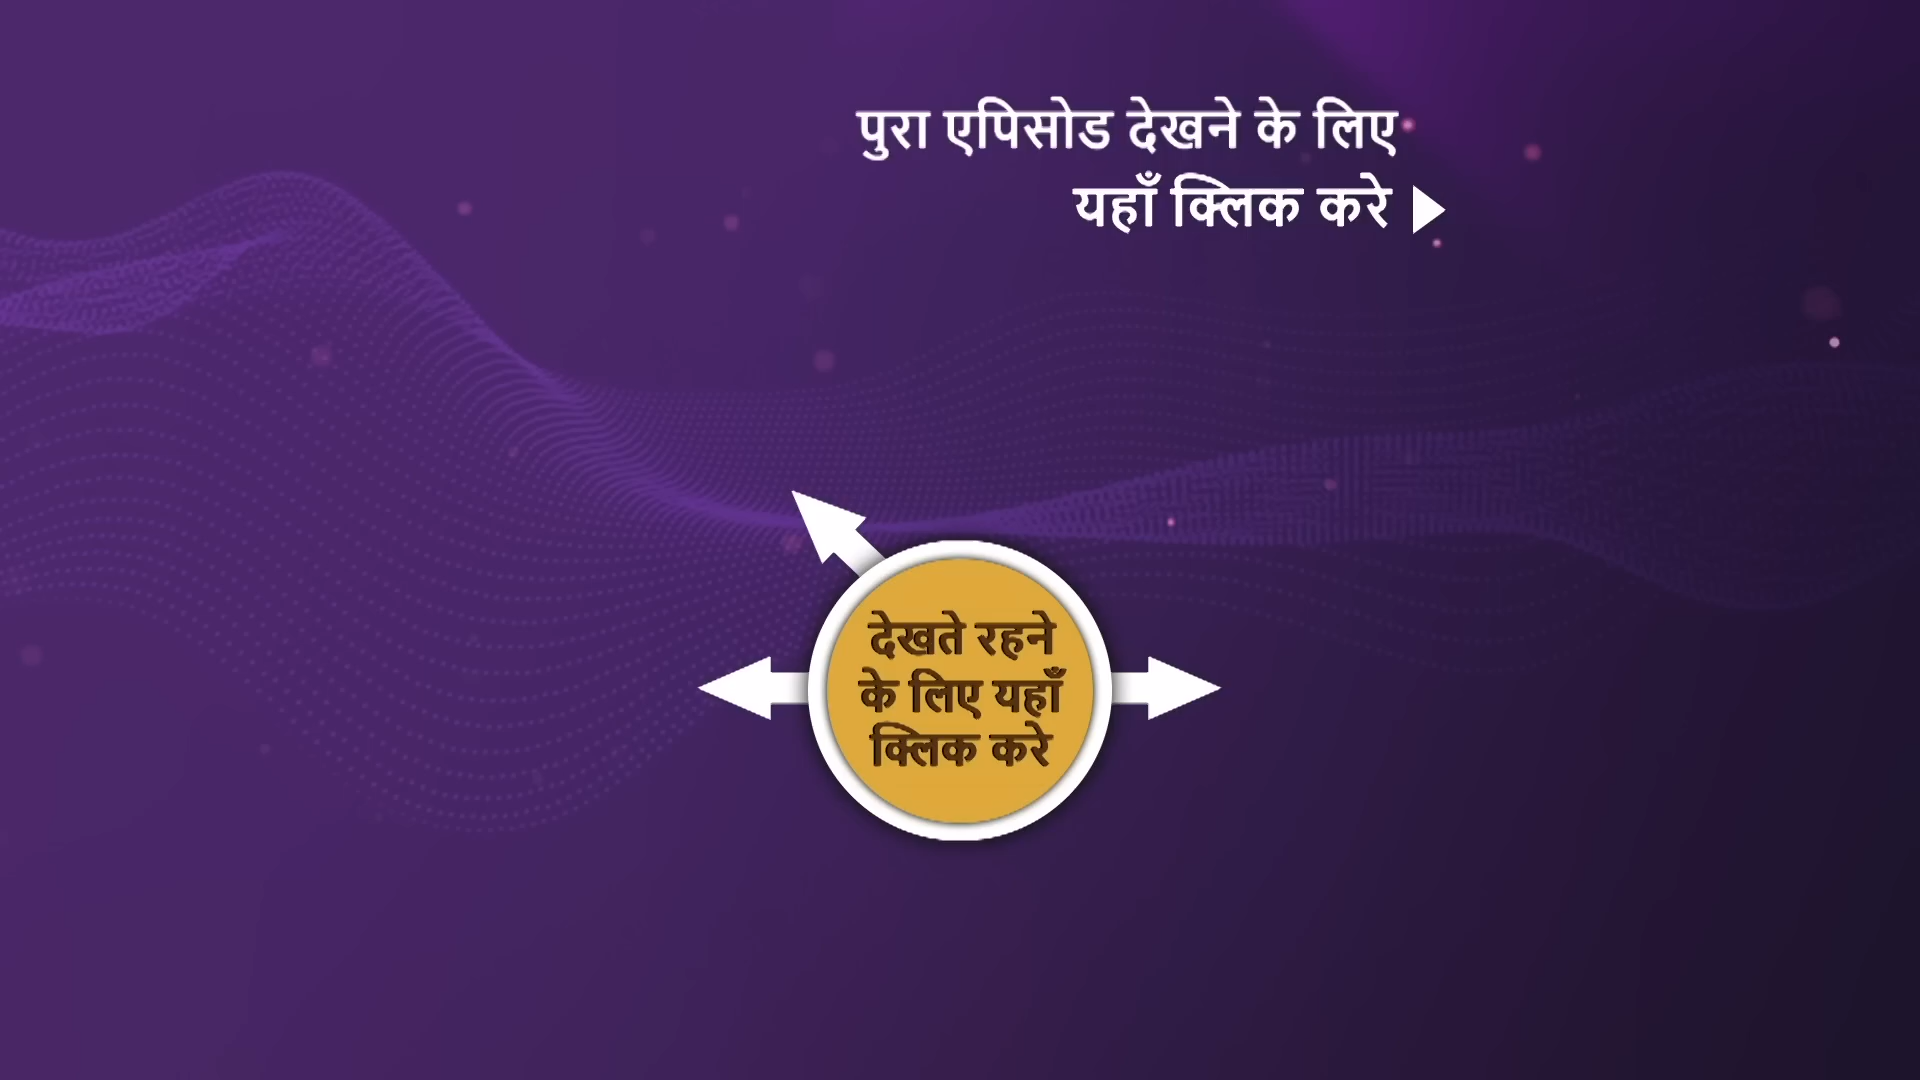 पुरा एपिसोड देखने के लिए
यहाँ क्लिक करे
देखते रहने
के लिए यहाँ
क्लिक करे